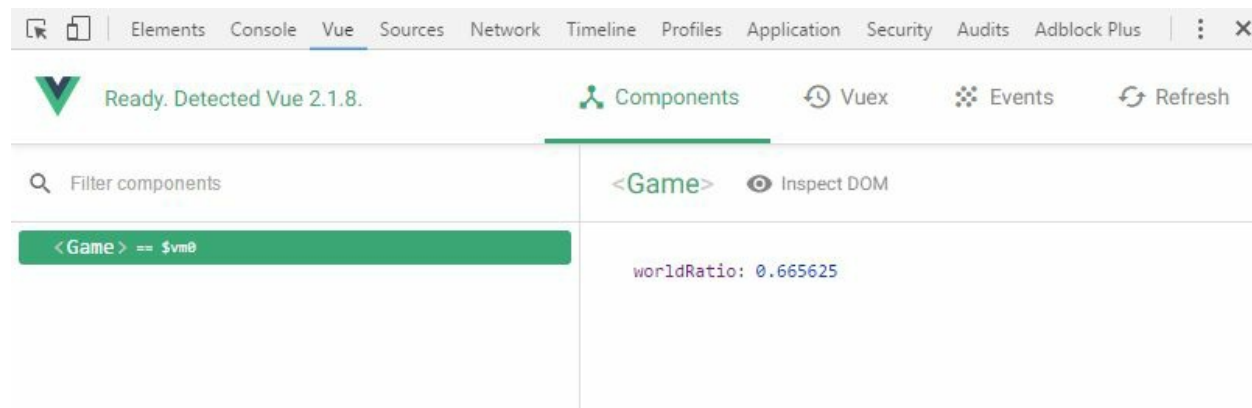 Elements Console Vue Sources Network Timeline Profiles Application Security Audits Adblock Plus
Ready. Detected Vue 2.1.8. Components Vuex Events Refresh
Filter components <Game> Inspect DOM
<Game> == $vm0
worldRatio: 0.665625